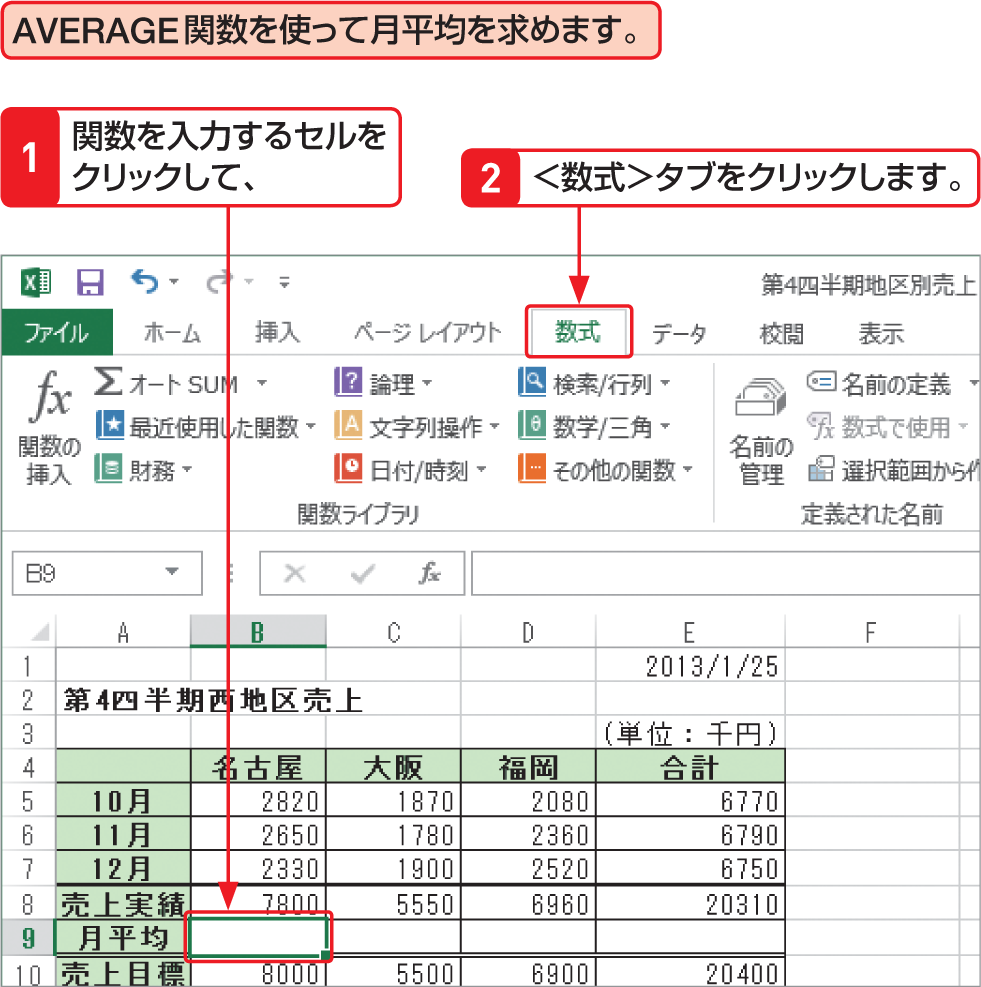 AVERAGE関数を使って月平均を求めます。
1 関数を入力するセルを
クリックして、
2 ＜数式＞タブをクリックします。
第4四半期地区別売上
ファイル ホーム 挿入 ページ レイアウト 数式 データ 校閲 表示
fx 関数の
挿入
Σ オート SUM
最近使用した関数
財務
論理
文字列操作
日付/時刻
検索/行列
数学/三角
その他の関数
関数ライブラリ
名前の
管理
名前の定義
数式で使用
選択範囲から作
定義された名前
B9 fx
A B C D E F
1 2013/1/25
2 第4四半期西地区売上
3 (単位：千円)
4 名古屋 大阪 福岡 合計
5 10月 2820 1870 2080 6770
6 11月 2650 1780 2360 6790
7 12月 2330 1900 2520 6750
8 売上実績 7800 5550 6960 20310
9 月平均
10 売上目標 8000 5500 6900 20400